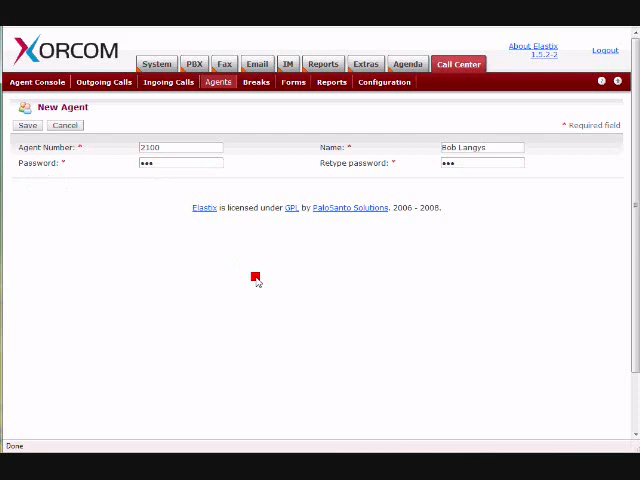 XORCOM
About Elastix
1.5.2-2
Logout
System PBX Fax Email IM Reports Extras Agenda Call Center
Agent Console Outgoing Calls Ingoing Calls Agents Breaks Forms Reports Configuration
New Agent
Save Cancel * Required field
Agent Number: * 2100 Name: * Bob Langys
Password: * ••• Retype password: * •••
Elastix is licensed under GPL by PaloSanto Solutions. 2006 - 2008.
Done